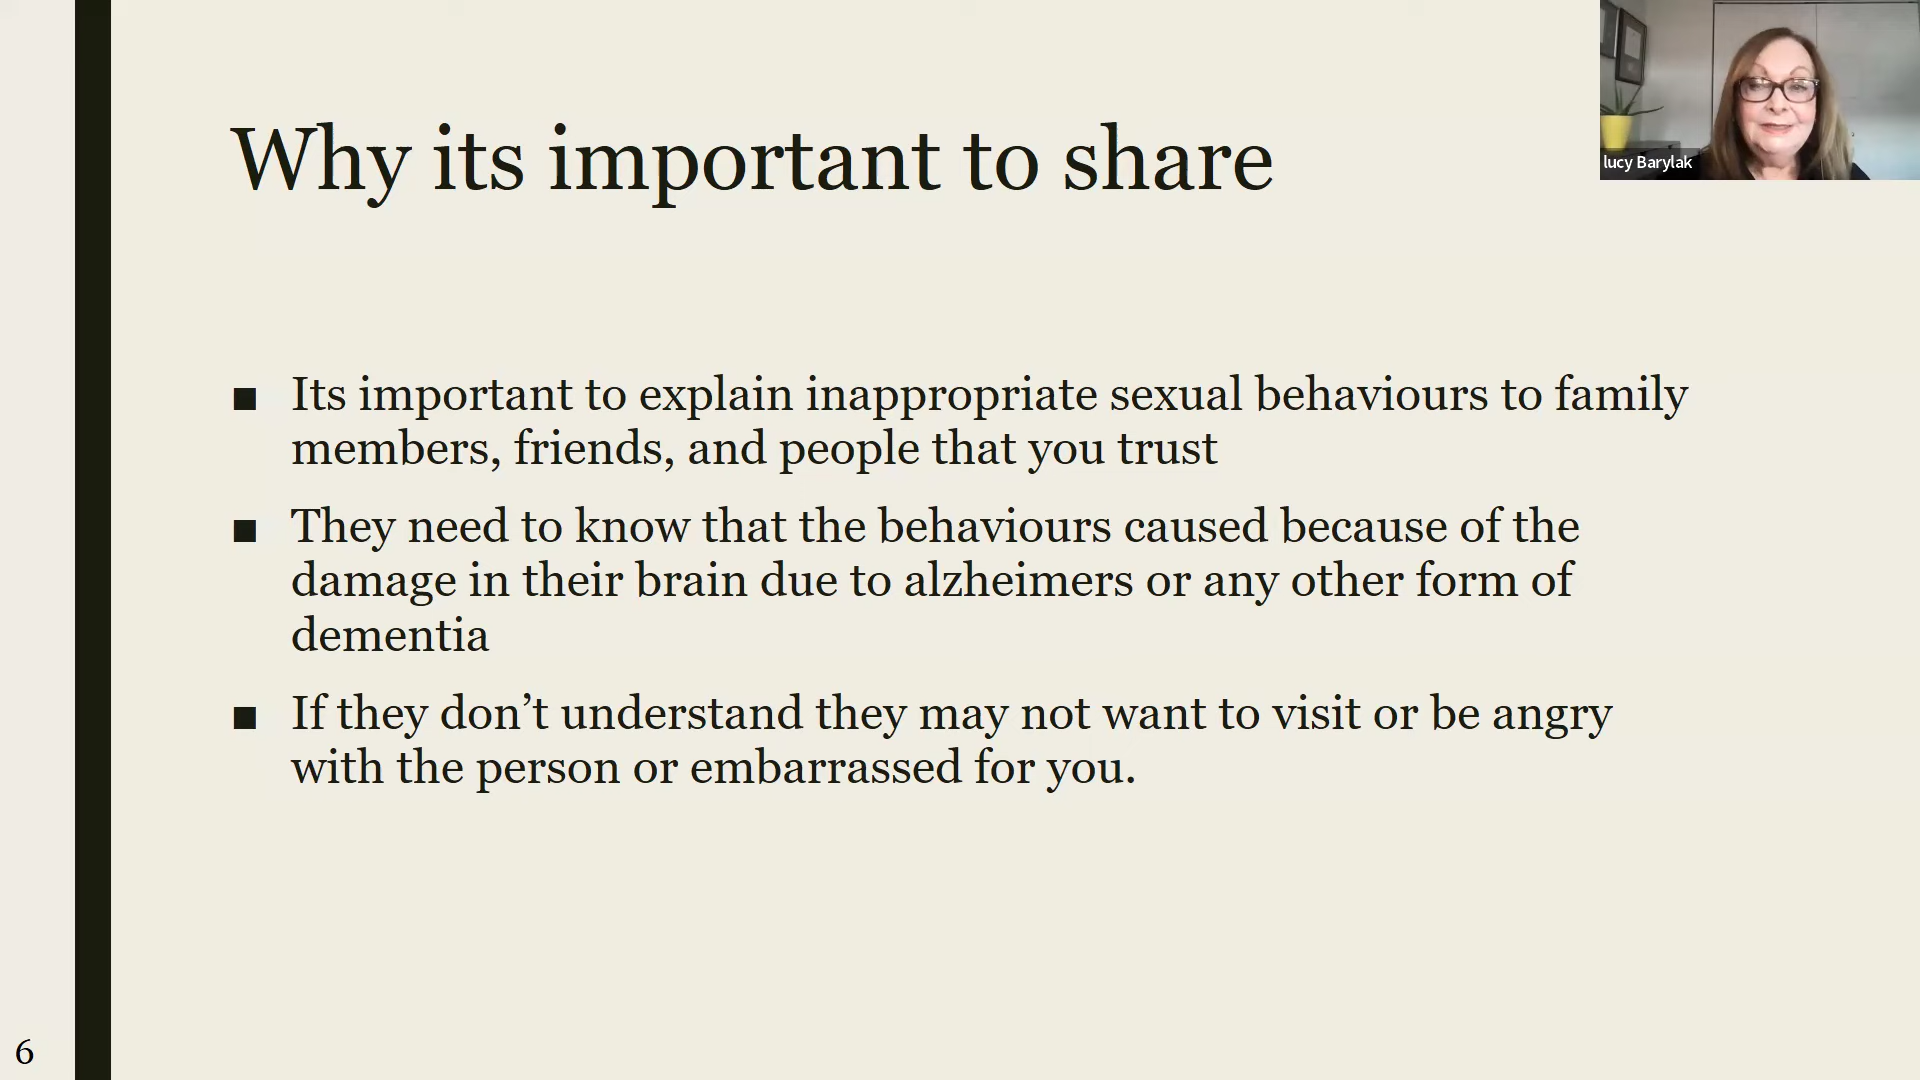 Why its important to share
lucy Barylak
■ Its important to explain inappropriate sexual behaviours to family
members, friends, and people that you trust
■ They need to know that the behaviours caused because of the
damage in their brain due to alzheimers or any other form of
dementia
■ If they don’t understand they may not want to visit or be angry
with the person or embarrassed for you.
6